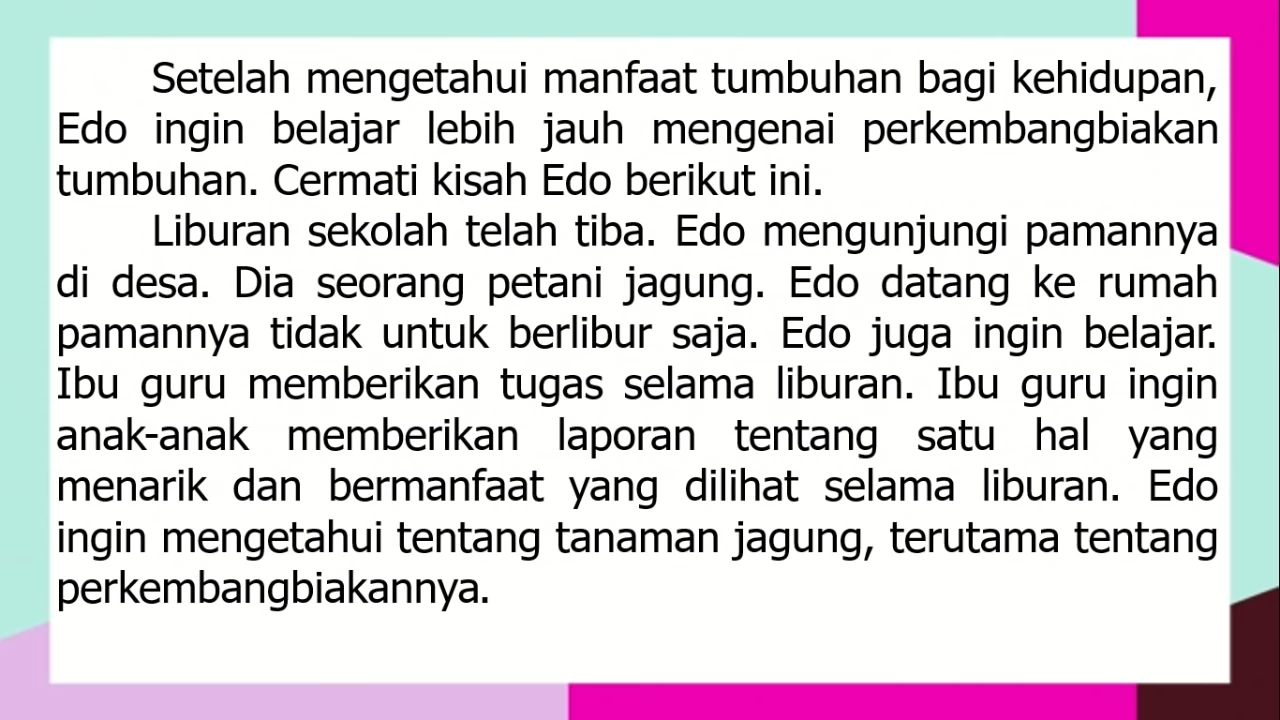 Setelah mengetahui manfaat tumbuhan bagi kehidupan,
Edo ingin belajar lebih jauh mengenai perkembangbiakan
tumbuhan. Cermati kisah Edo berikut ini.
Liburan sekolah telah tiba. Edo mengunjungi pamannya
di desa. Dia seorang petani jagung. Edo datang ke rumah
pamannya tidak untuk berlibur saja. Edo juga ingin belajar.
Ibu guru memberikan tugas selama liburan. Ibu guru ingin
anak-anak memberikan laporan tentang satu hal yang
menarik dan bermanfaat yang dilihat selama liburan. Edo
ingin mengetahui tentang tanaman jagung, terutama tentang
perkembangbiakannya.